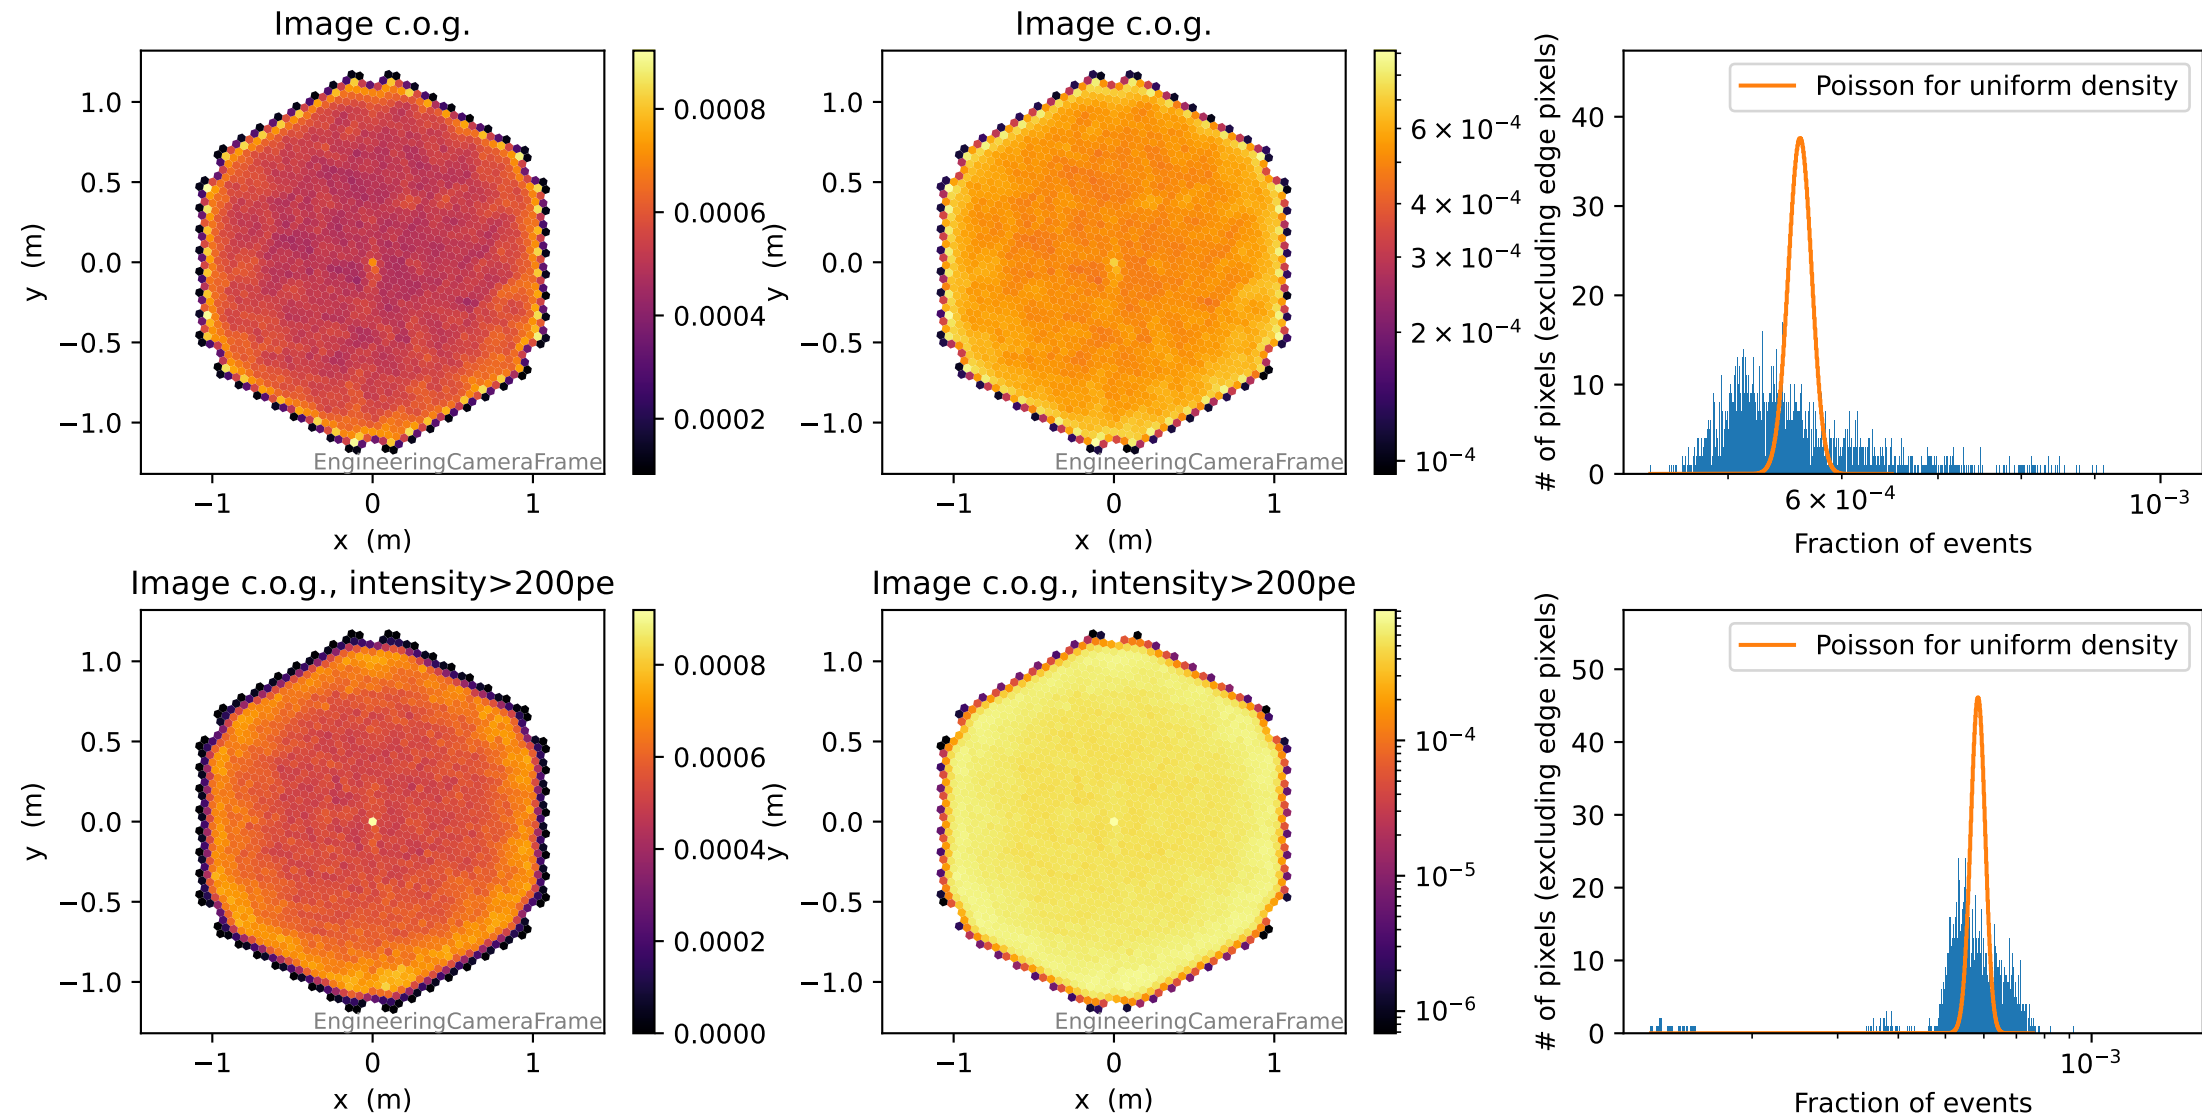 Image c.o.g.
1.0
0.5
0.0
−0.5
−1.0
y (m)
−1 0 1
x (m)
EngineeringCameraFrame
0.0008
0.0006
0.0004
0.0002
Image c.o.g.
1.0
0.5
0.0
−0.5
−1.0
y (m)
−1 0 1
x (m)
EngineeringCameraFrame
6 × 10⁻⁴
4 × 10⁻⁴
3 × 10⁻⁴
2 × 10⁻⁴
10⁻⁴
Poisson for uniform density
# of pixels (excluding edge pixels)
40
30
20
10
0
6 × 10⁻⁴ 10⁻³
Fraction of events
Image c.o.g., intensity>200pe
1.0
0.5
0.0
−0.5
−1.0
y (m)
−1 0 1
x (m)
EngineeringCameraFrame
0.0008
0.0006
0.0004
0.0002
0.0000
Image c.o.g., intensity>200pe
1.0
0.5
0.0
−0.5
−1.0
y (m)
−1 0 1
x (m)
EngineeringCameraFrame
10⁻⁴
10⁻⁵
10⁻⁶
Poisson for uniform density
# of pixels (excluding edge pixels)
50
40
30
20
10
0
10⁻³
Fraction of events